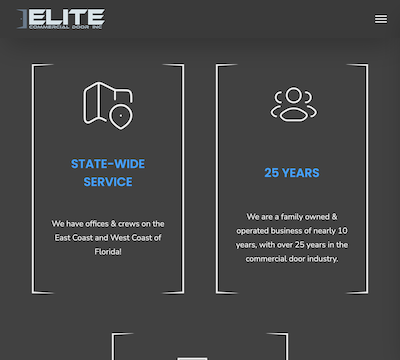 ELITE
COMMERCIAL DOOR INC
STATE-WIDE
SERVICE
We have offices & crews on the
East Coast and West Coast of
Florida!
25 YEARS
We are a family owned &
operated business of nearly 10
years, with over 25 years in the
commercial door industry.